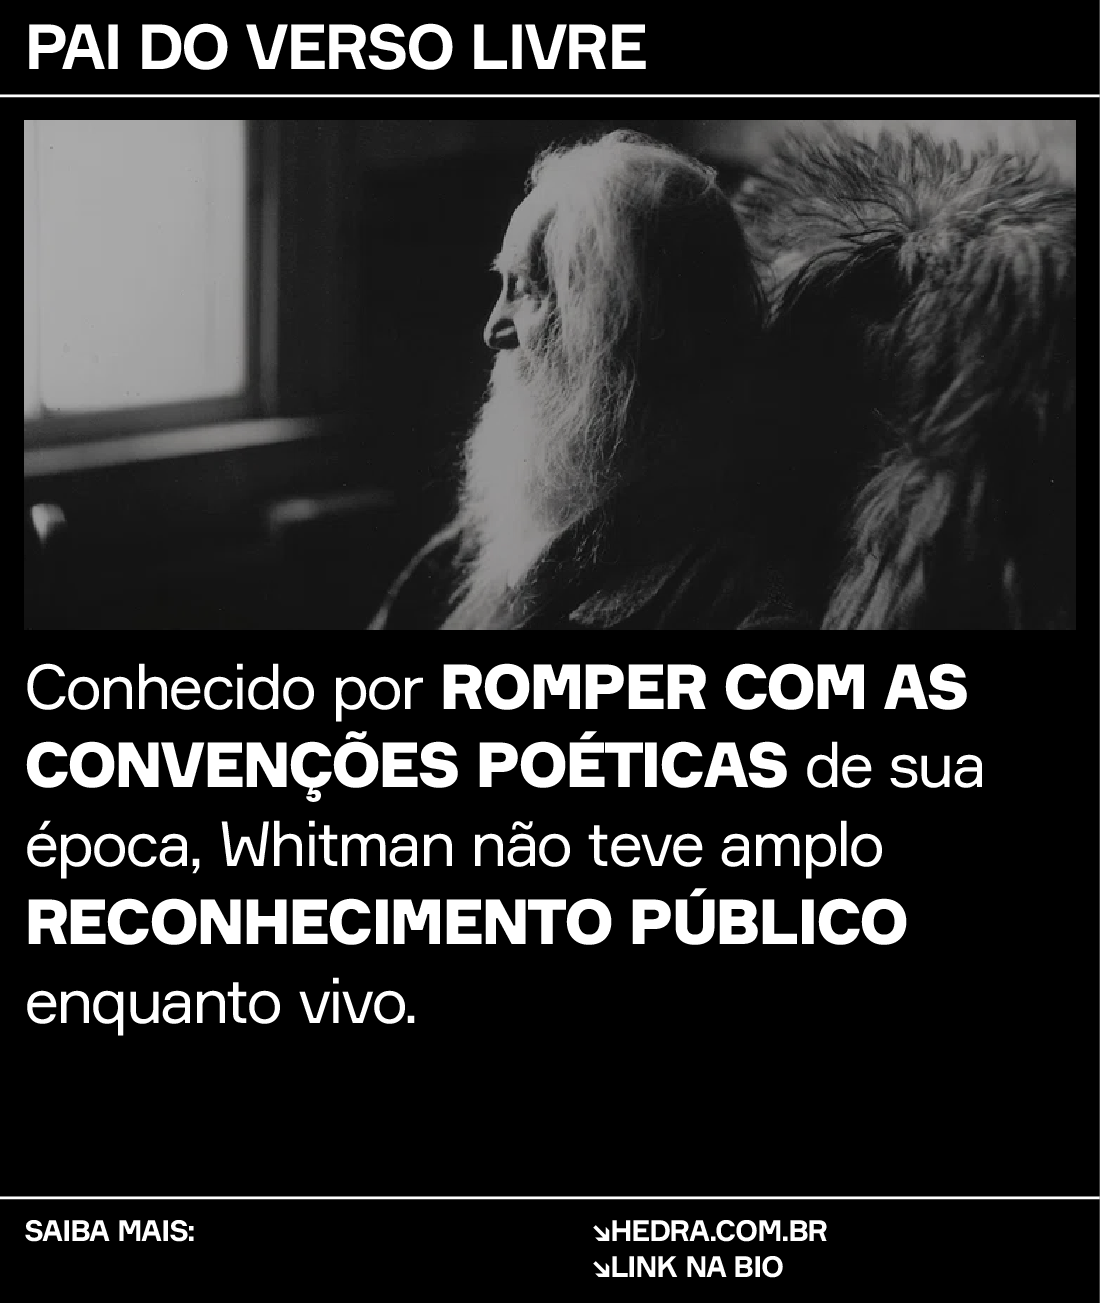 PAI DO VERSO LIVRE
Conhecido por ROMPER COM AS
CONVENÇÕES POÉTICAS de sua
época, Whitman não teve amplo
RECONHECIMENTO PÚBLICO
enquanto vivo.
SAIBA MAIS:
↘HEDRA.COM.BR
↘LINK NA BIO